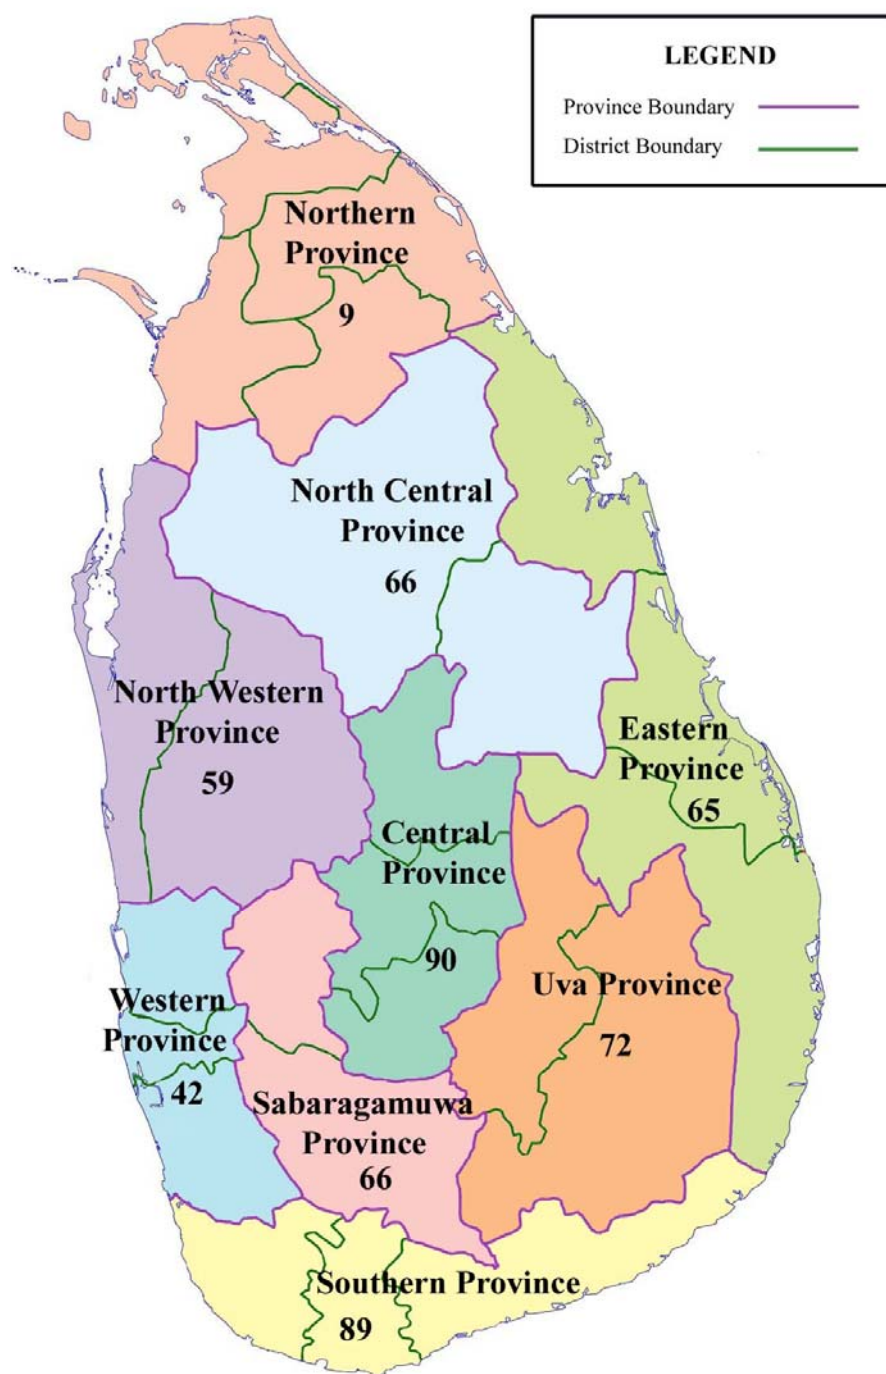 LEGEND
Province Boundary
District Boundary
Northern
Province
9
North Central
Province
66
North Western
Province
59
Eastern
Province
65
Central
Province
90
Uva Province
72
Western
Province
42
Sabaragamuwa
Province
66
Southern Province
89